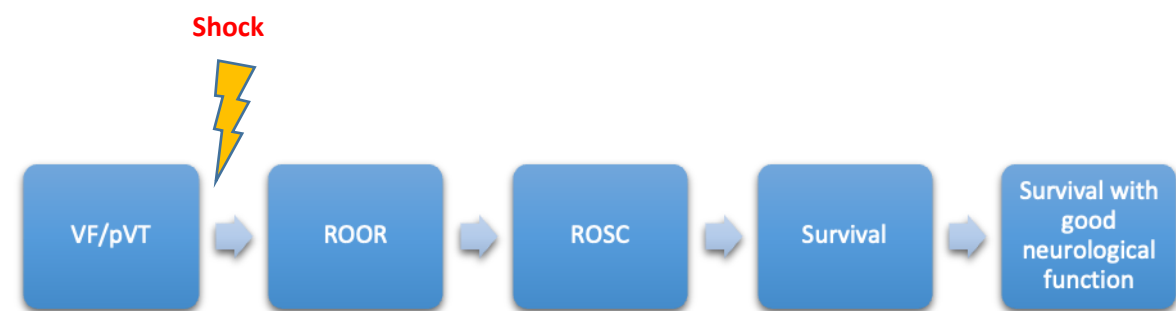 Shock
VF/pVT
ROOR
ROSC
Survival
Survival with
good
neurological
function